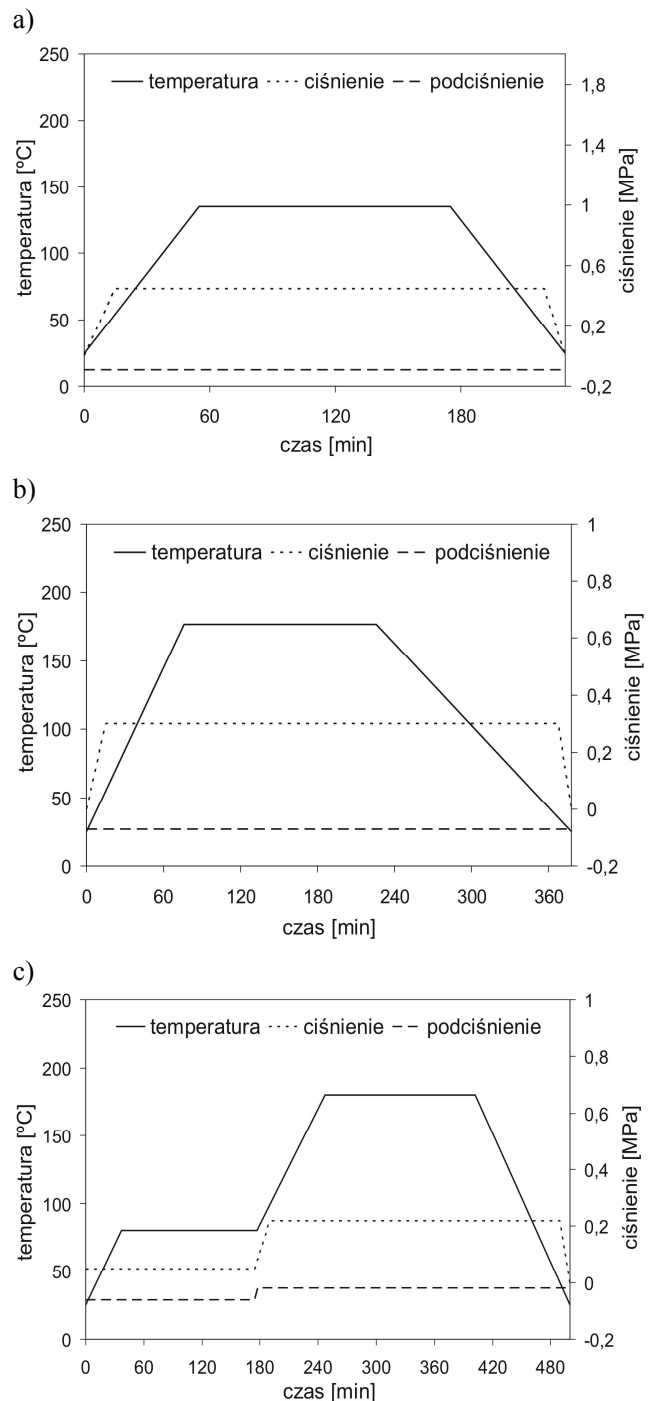 a)
250
temperatura ciśnienie podciśnienie
1,8
200
1,4
150
1
100
0,6
50
0,2
0
-0,2
temperatura [ºC]
ciśnienie [MPa]
0 60 120 180
czas [min]
b)
250
1
temperatura ciśnienie podciśnienie
200
0,8
150
0,6
100
0,4
50
0,2
0
0
-0,2
temperatura [ºC]
ciśnienie [MPa]
0 60 120 180 240 300 360
czas [min]
c)
250
1
temperatura ciśnienie podciśnienie
200
0,8
150
0,6
100
0,4
50
0,2
0
0
-0,2
temperatura [ºC]
ciśnienie [MPa]
0 60 120 180 240 300 360 420 480
czas [min]